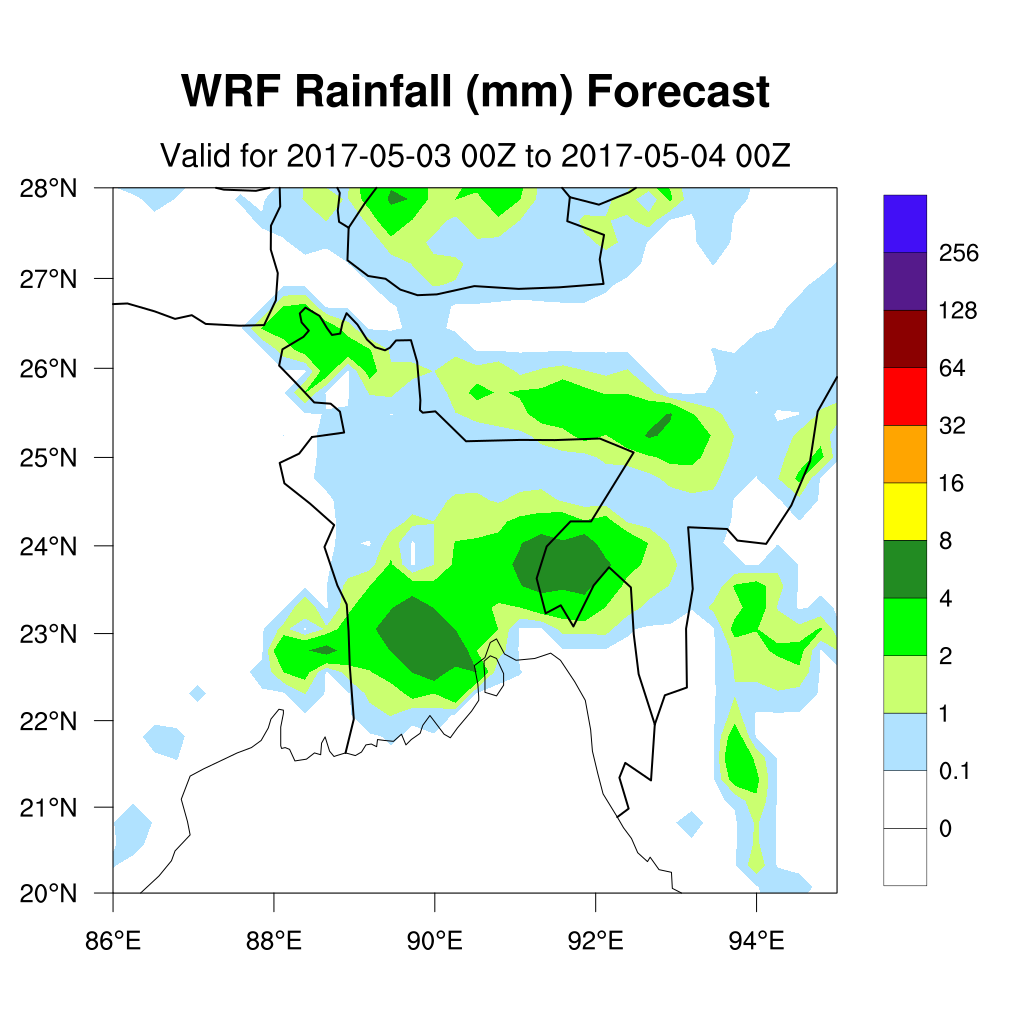 WRF Rainfall (mm) Forecast
Valid for 2017-05-03 00Z to 2017-05-04 00Z
28°N
27°N
26°N
25°N
24°N
23°N
22°N
21°N
20°N
86°E
88°E
90°E
92°E
94°E
256
128
64
32
16
8
4
2
1
0.1
0